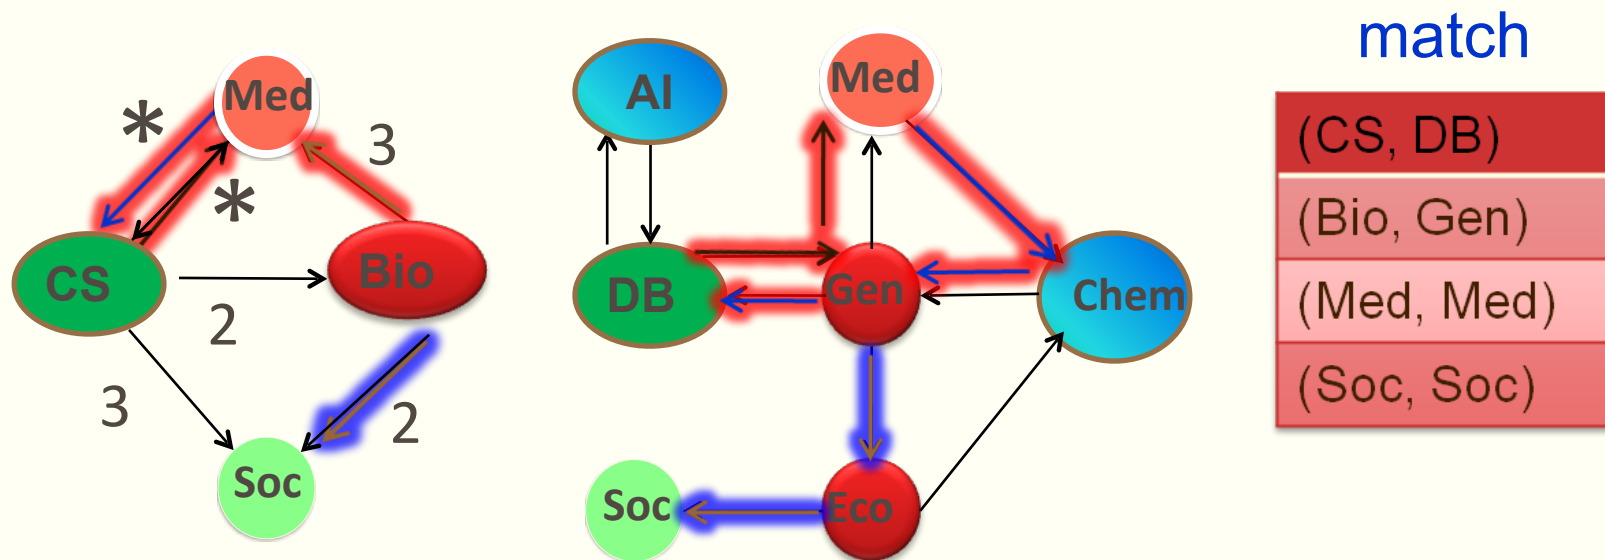 Med
*
3
*
CS
Bio
2
3
2
Soc
AI
Med
DB
Gen
Chem
Soc
Eco
match
(CS, DB)
(Bio, Gen)
(Med, Med)
(Soc, Soc)